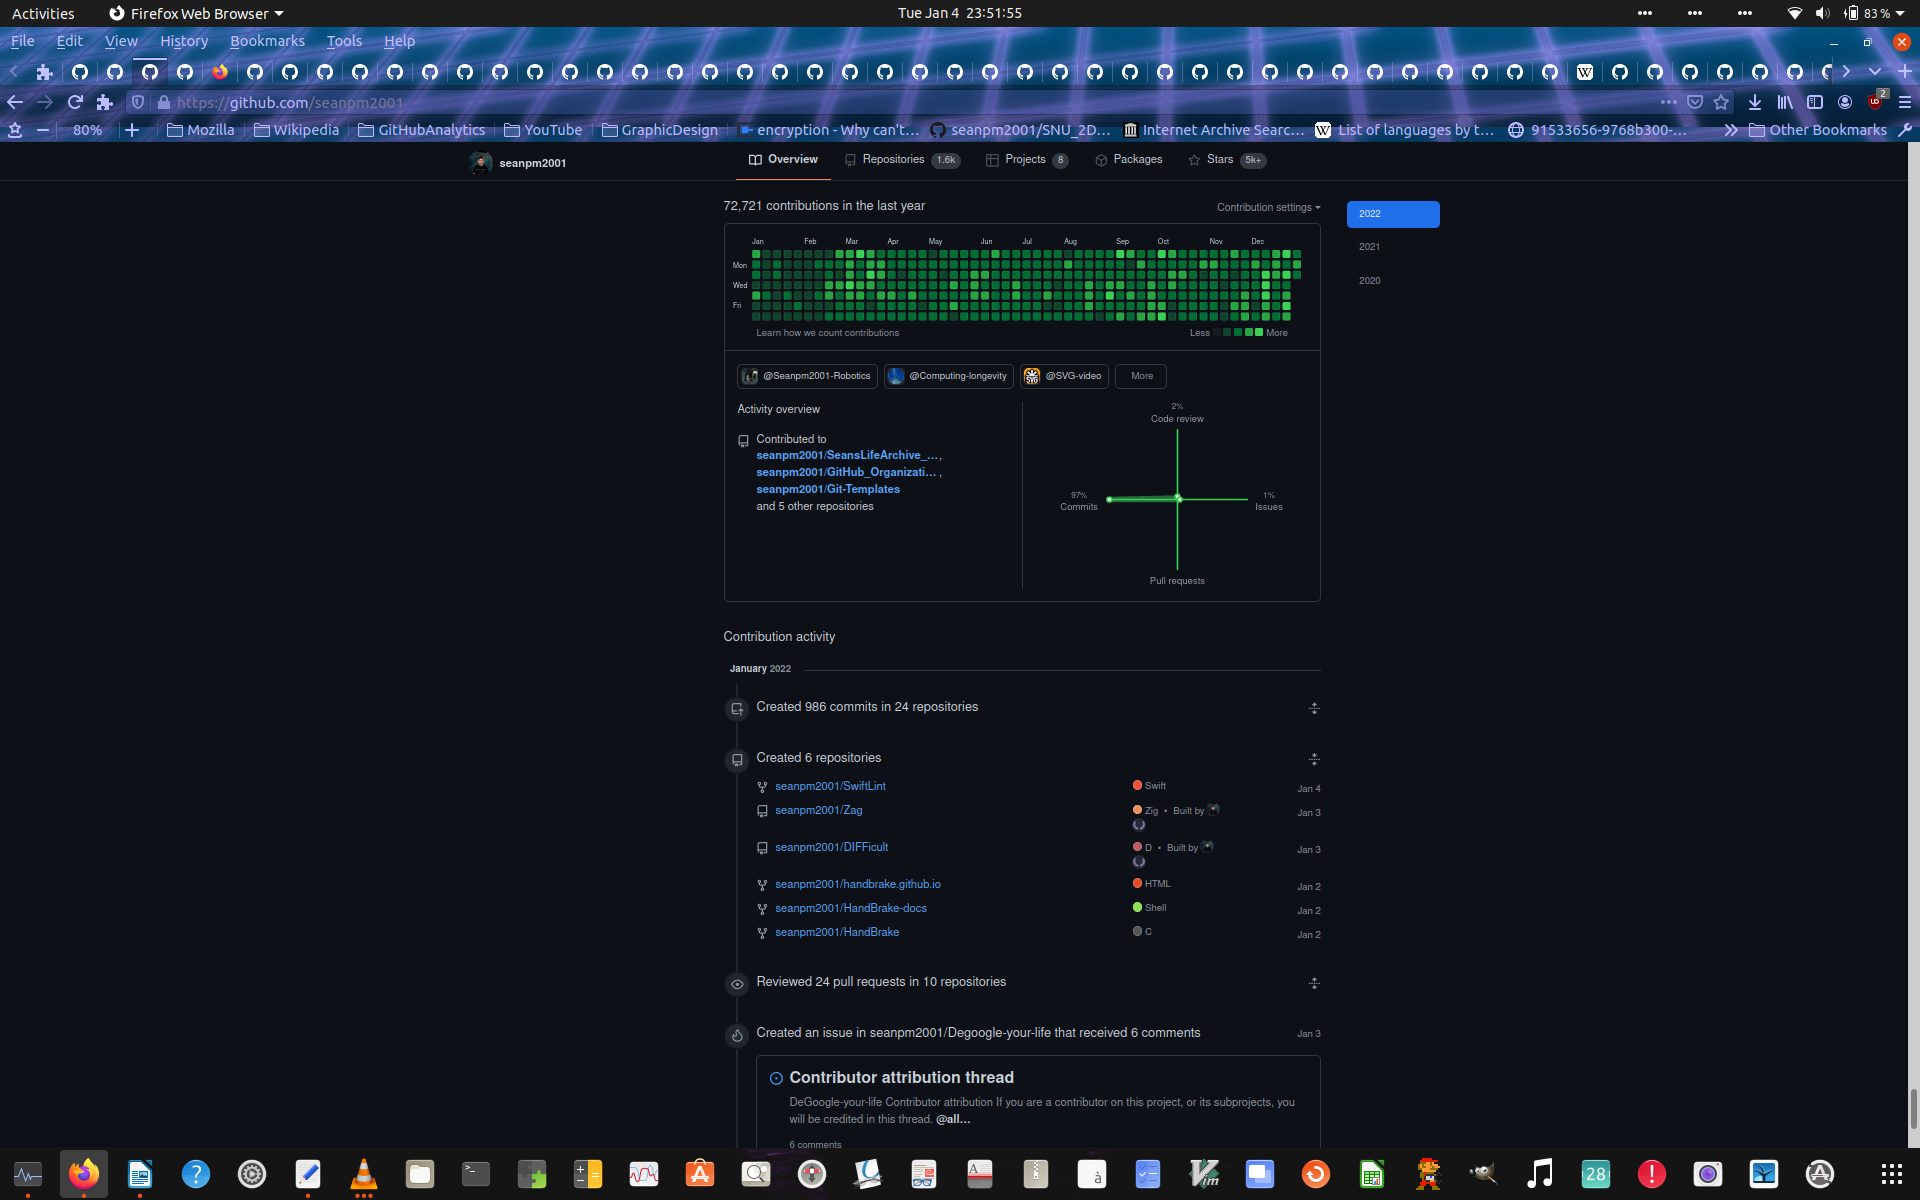 Activities Firefox Web Browser Tue Jan 4 23:51:55 83 %
File Edit View History Bookmarks Tools Help
https://github.com/seanpm2001 2
80% Mozilla Wikipedia GitHubAnalytics YouTube GraphicDesign encryption - Why can't… seanpm2001/SNU_2D… Internet Archive Searc… List of languages by t… 91533656-9768b300-… Other Bookmarks
seanpm2001 Overview Repositories 1.6k Projects 8 Packages Stars 5k+
72,721 contributions in the last year
Contribution settings
2022
2021
2020
Jan Feb Mar Apr May Jun Jul Aug Sep Oct Nov Dec
Mon
Wed
Fri
Learn how we count contributions Less More
@Seanpm2001-Robotics @Computing-longevity @SVG-video More
Activity overview
Contributed to
seanpm2001/SeansLifeArchive_…,
seanpm2001/GitHub_Organizati… ,
seanpm2001/Git-Templates
and 5 other repositories
2%
Code review
97%
Commits
1%
Issues
Pull requests
Contribution activity
January 2022
Created 986 commits in 24 repositories
Created 6 repositories
seanpm2001/SwiftLint Swift Jan 4
seanpm2001/Zag Zig • Built by Jan 3
seanpm2001/DIFFicult D • Built by Jan 3
seanpm2001/handbrake.github.io HTML Jan 2
seanpm2001/HandBrake-docs Shell Jan 2
seanpm2001/HandBrake C Jan 2
Reviewed 24 pull requests in 10 repositories
Created an issue in seanpm2001/Degoogle-your-life that received 6 comments Jan 3
Contributor attribution thread
DeGoogle-your-life Contributor attribution If you are a contributor on this project, or its subprojects, you
will be credited in this thread. @all…
6 comments
28